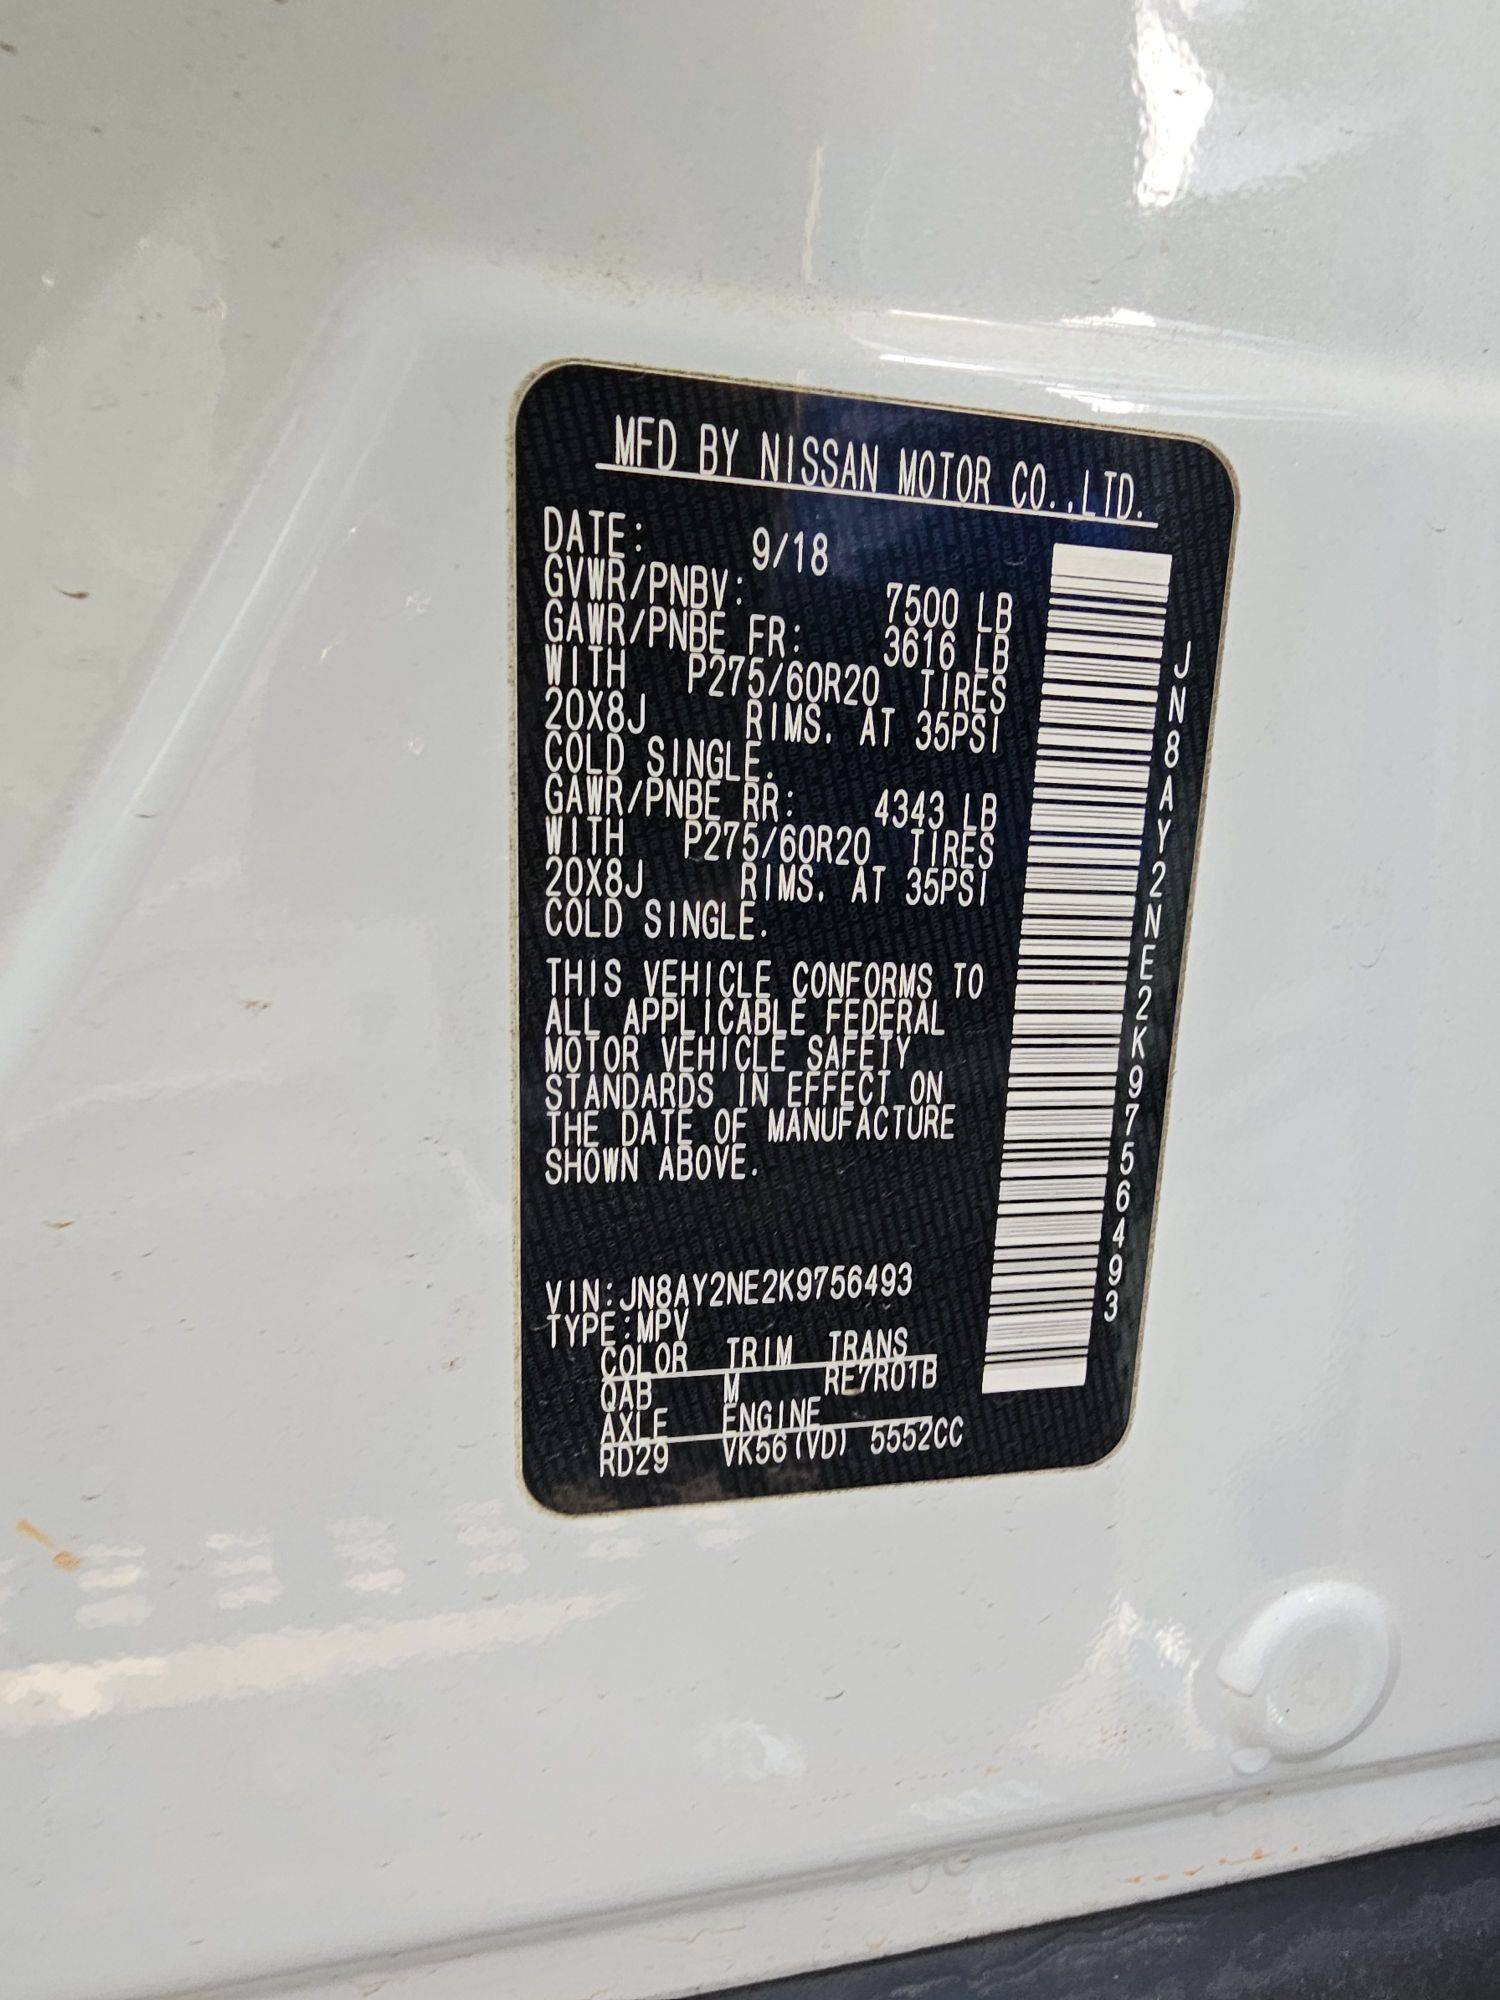 MFD BY NISSAN MOTOR CO.,LTD.
DATE: 9/18
GVWR/PNBV: 7500 LB
GAWR/PNBE FR: 3616 LB
WITH P275/60R20 TIRES
20X8J RIMS. AT 35PSI
COLD SINGLE.
GAWR/PNBE RR: 4343 LB
WITH P275/60R20 TIRES
20X8J RIMS. AT 35PSI
COLD SINGLE.
THIS VEHICLE CONFORMS TO
ALL APPLICABLE FEDERAL
MOTOR VEHICLE SAFETY
STANDARDS IN EFFECT ON
THE DATE OF MANUFACTURE
SHOWN ABOVE.
VIN:JN8AY2NE2K9756493
TYPE:MPV
COLOR TRIM TRANS
QAB M RE7R01B
AXLE ENGINE
RD29 VK56(VD) 5552CC
JN8AY2NE2K9756493